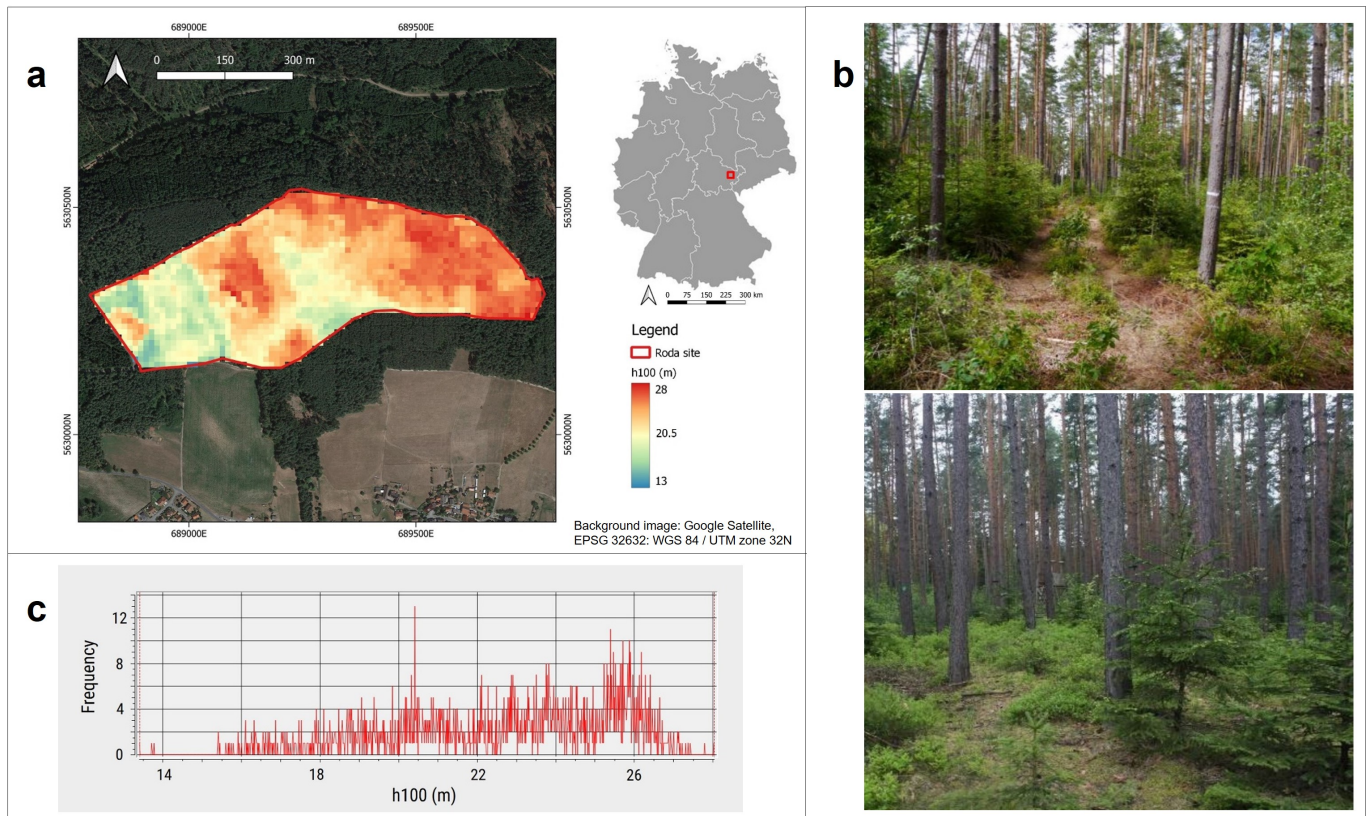 a
689000E
689500E
0
150
300 m
5630500N
5630500N
5630000N
5630000N
689000E
689500E
0 75 150 225 300 km
Legend
Roda site
h100 (m)
28
20.5
13
Background image: Google Satellite,
EPSG 32632: WGS 84 / UTM zone 32N
b
c
Frequency
12
8
4
0
14
18
22
26
h100 (m)